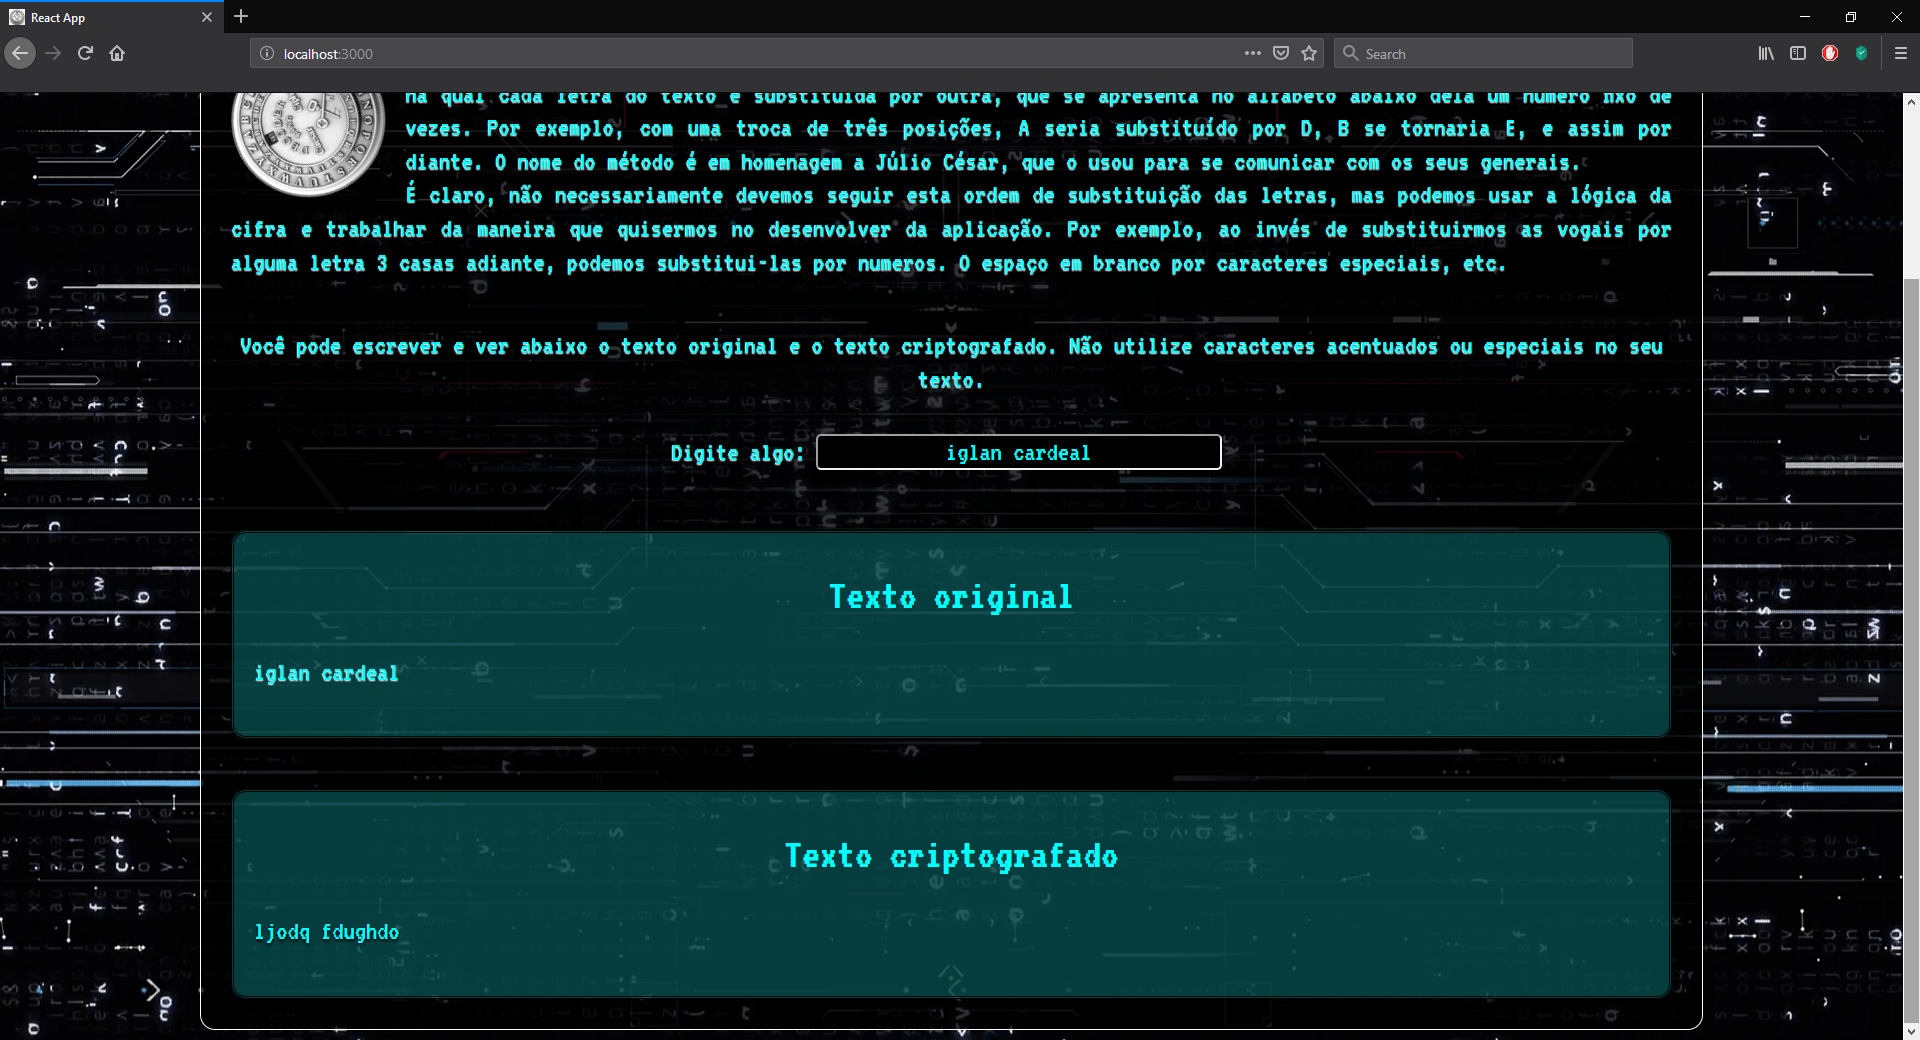 React App
localhost:3000
Search
na qual cada letra do texto é substituída por outra, que se apresenta no alfabeto abaixo dela um número fixo de
vezes. Por exemplo, com uma troca de três posições, A seria substituído por D, B se tornaria E, e assim por
diante. O nome do método é em homenagem a Júlio César, que o usou para se comunicar com os seus generais.
É claro, não necessariamente devemos seguir esta ordem de substituição das letras, mas podemos usar a lógica da
cifra e trabalhar da maneira que quisermos no desenvolver da aplicação. Por exemplo, ao invés de substituirmos as vogais por
alguma letra 3 casas adiante, podemos substitui-las por numeros. O espaço em branco por caracteres especiais, etc.
Você pode escrever e ver abaixo o texto original e o texto criptografado. Não utilize caracteres acentuados ou especiais no seu
texto.
Digite algo: iglan cardeal
Texto original
iglan cardeal
Texto criptografado
ljodq fdughdo